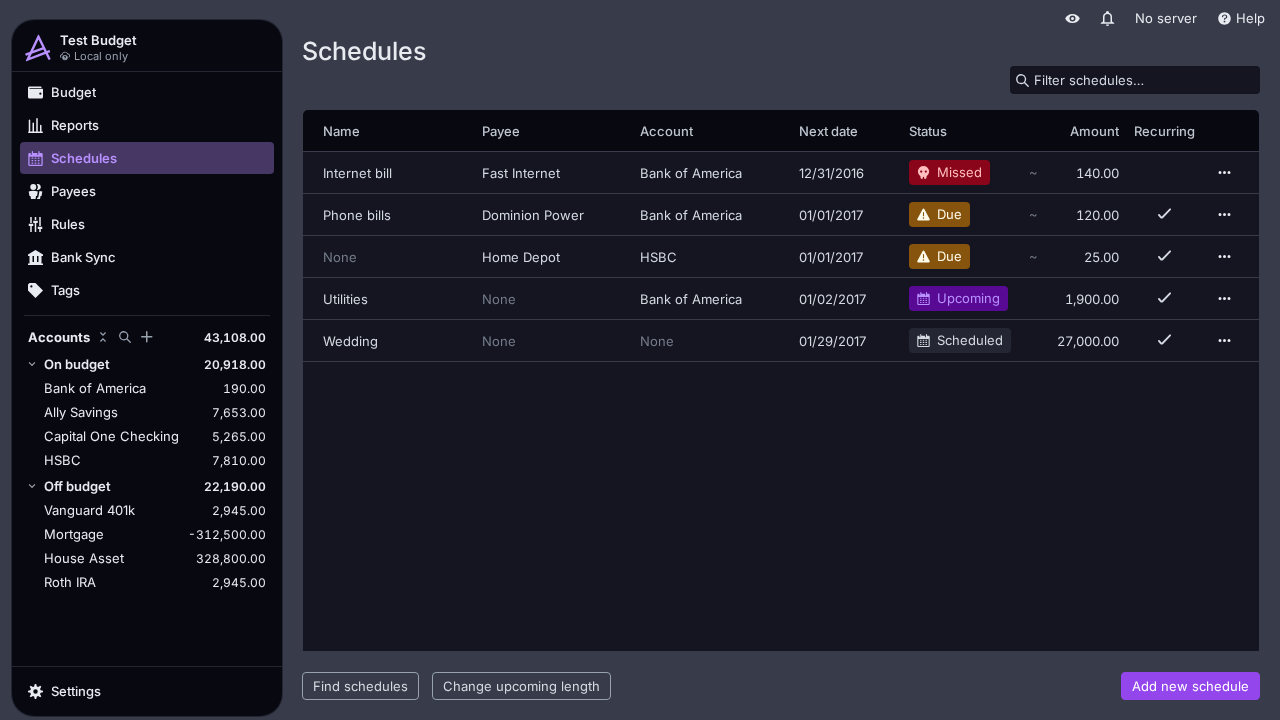 No server
Help
Test Budget
Local only
Schedules
Filter schedules...
Budget
Reports
Schedules
Payees
Rules
Bank Sync
Tags
Accounts 43,108.00
On budget 20,918.00
Bank of America 190.00
Ally Savings 7,653.00
Capital One Checking 5,265.00
HSBC 7,810.00
Off budget 22,190.00
Vanguard 401k 2,945.00
Mortgage -312,500.00
House Asset 328,800.00
Roth IRA 2,945.00
Settings
Name Payee Account Next date Status Amount Recurring
Internet bill Fast Internet Bank of America 12/31/2016 Missed ~ 140.00
Phone bills Dominion Power Bank of America 01/01/2017 Due ~ 120.00
None Home Depot HSBC 01/01/2017 Due ~ 25.00
Utilities None Bank of America 01/02/2017 Upcoming 1,900.00
Wedding None None 01/29/2017 Scheduled 27,000.00
Find schedules
Change upcoming length
Add new schedule